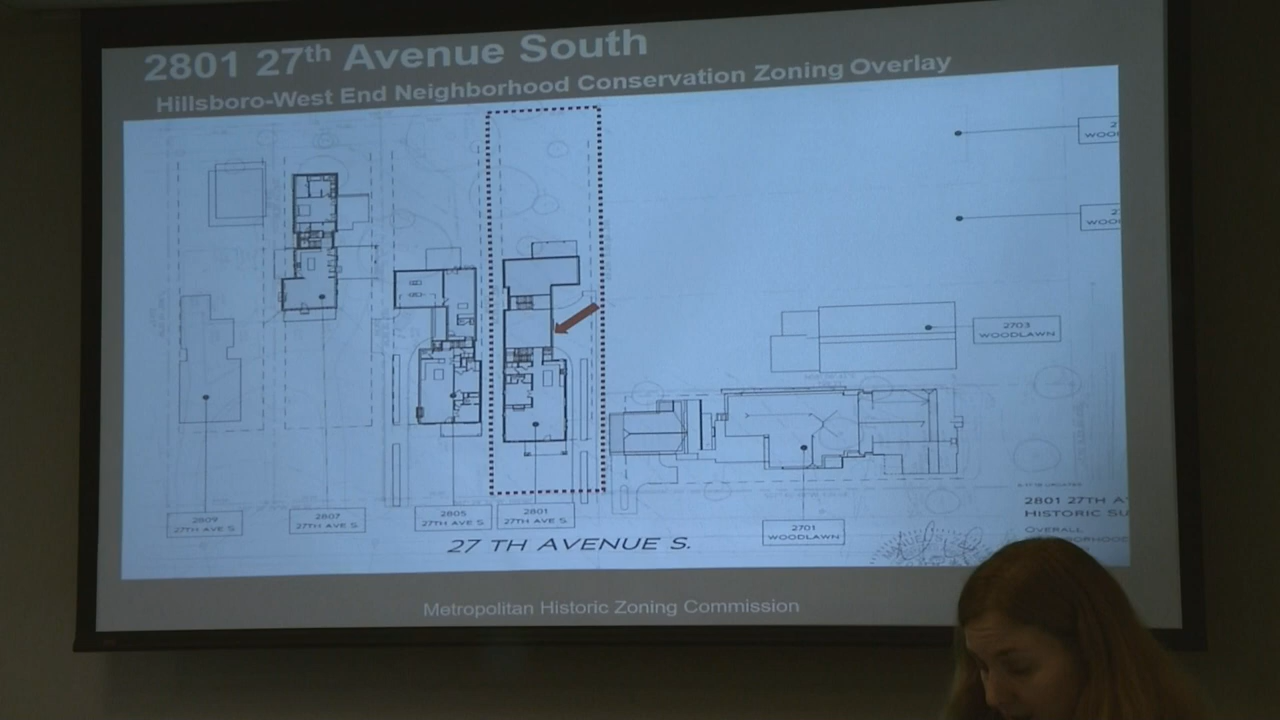 2801 27th Avenue South
Hillsboro-West End Neighborhood Conservation Zoning Overlay
2703
WOODLAWN
2809
27TH AVE S.
2807
27TH AVE S.
2805
27TH AVE S.
2801
27TH AVE S.
2701
WOODLAWN
27 TH AVENUE S.
2801 27TH A
HISTORIC SU
OVERALL
Metropolitan Historic Zoning Commission